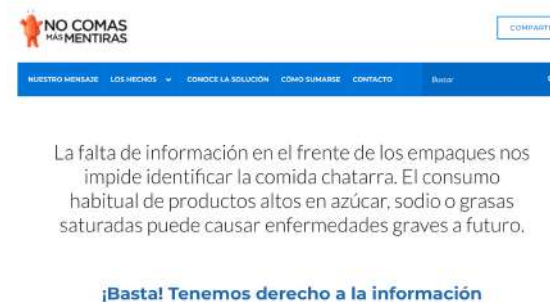 NO COMAS
MÁS MENTIRAS
COMPARTI
NUESTRO MENSAJE LOS HECHOS CONOCE LA SOLUCIÓN CÓMO SUMARSE CONTACTO Buscar
La falta de información en el frente de los empaques nos
impide identificar la comida chatarra. El consumo
habitual de productos altos en azúcar, sodio o grasas
saturadas puede causar enfermedades graves a futuro.
¡Basta! Tenemos derecho a la información